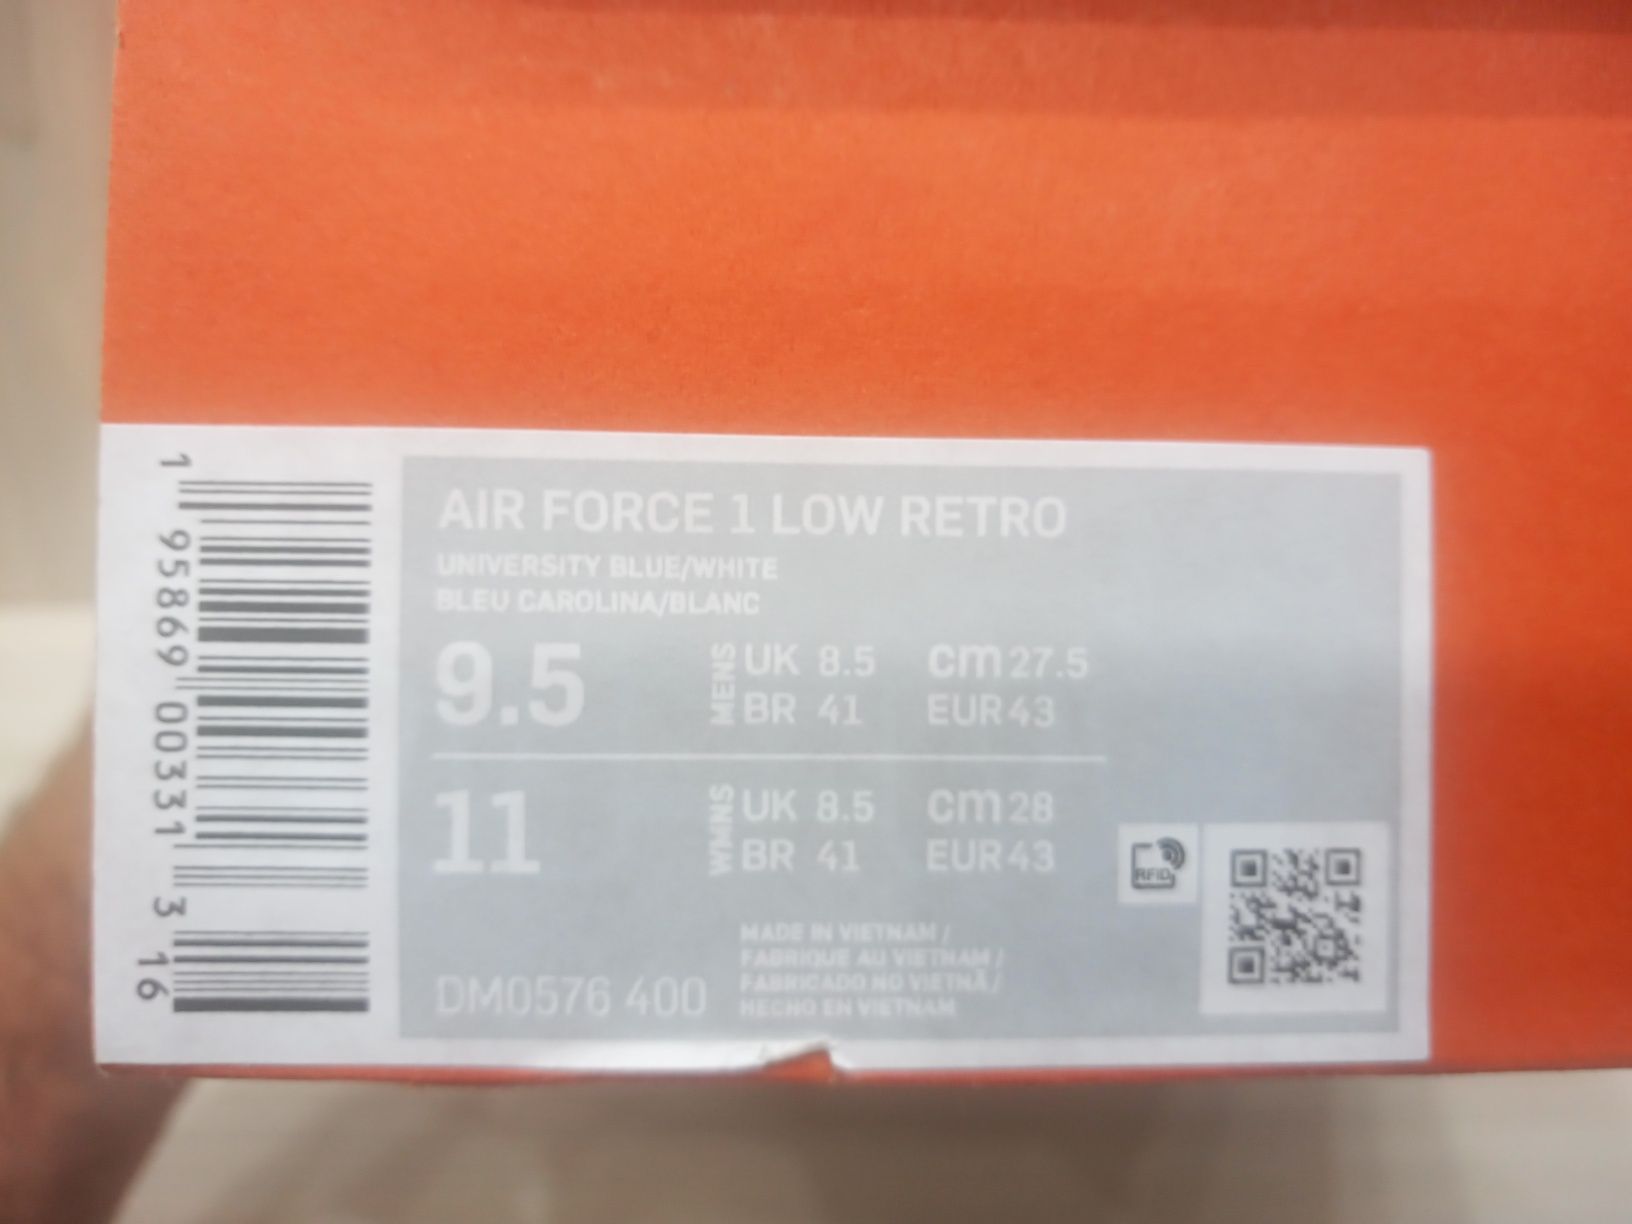 1 95869 00331 3 16
AIR FORCE 1 LOW RETRO
UNIVERSITY BLUE/WHITE
BLEU CAROLINA/BLANC
9.5 MENS UK 8.5 cm 27.5
BR 41 EUR 43
11 WMNS UK 8.5 cm 28
BR 41 EUR 43
RFID
MADE IN VIETNAM /
FABRIQUE AU VIETNAM /
FABRICADO NO VIETNÃ /
HECHO EN VIETNAM
DM0576 400